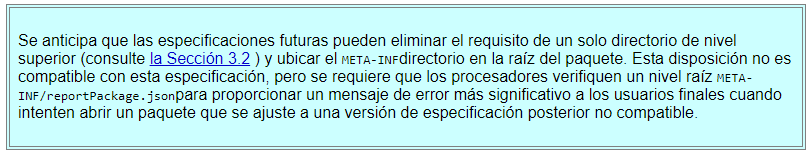 Se anticipa que las especificaciones futuras pueden eliminar el requisito de un solo directorio de nivel
superior (consulte la Sección 3.2 ) y ubicar el META-INFdirectorio en la raíz del paquete. Esta disposición no es
compatible con esta especificación, pero se requiere que los procesadores verifiquen un nivel raíz META-
INF/reportPackage.jsonpara proporcionar un mensaje de error más significativo a los usuarios finales cuando
intenten abrir un paquete que se ajuste a una versión de especificación posterior no compatible.